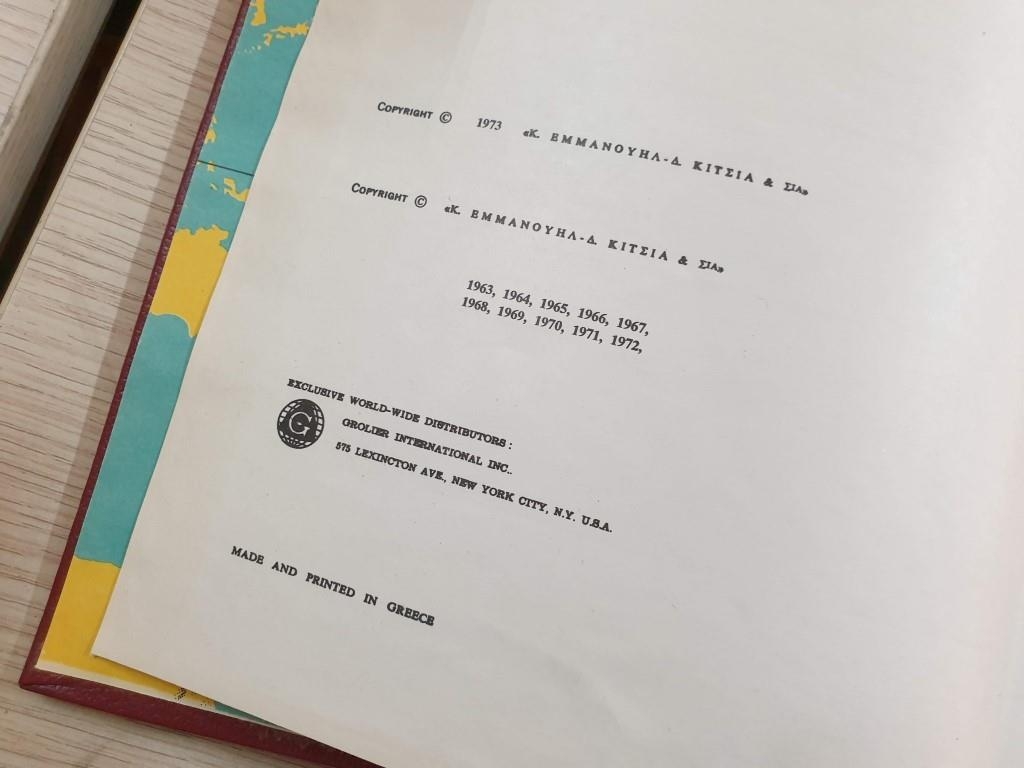 COPYRIGHT © 1973 «Κ. ΕΜΜΑΝΟΥΗΛ-Δ. ΚΙΤΣΙΑ & ΣΙΑ»
COPYRIGHT © «Κ. ΕΜΜΑΝΟΥΗΛ-Δ. ΚΙΤΣΙΑ & ΣΙΑ»
1963, 1964, 1965, 1966, 1967,
1968, 1969, 1970, 1971, 1972,
EXCLUSIVE WORLD-WIDE DISTRIBUTORS :
G
GROLIER INTERNATIONAL INC..
575 LEXINCTON AVE., NEW YORK CITY, N.Y. U.S.A.
MADE AND PRINTED IN GREECE